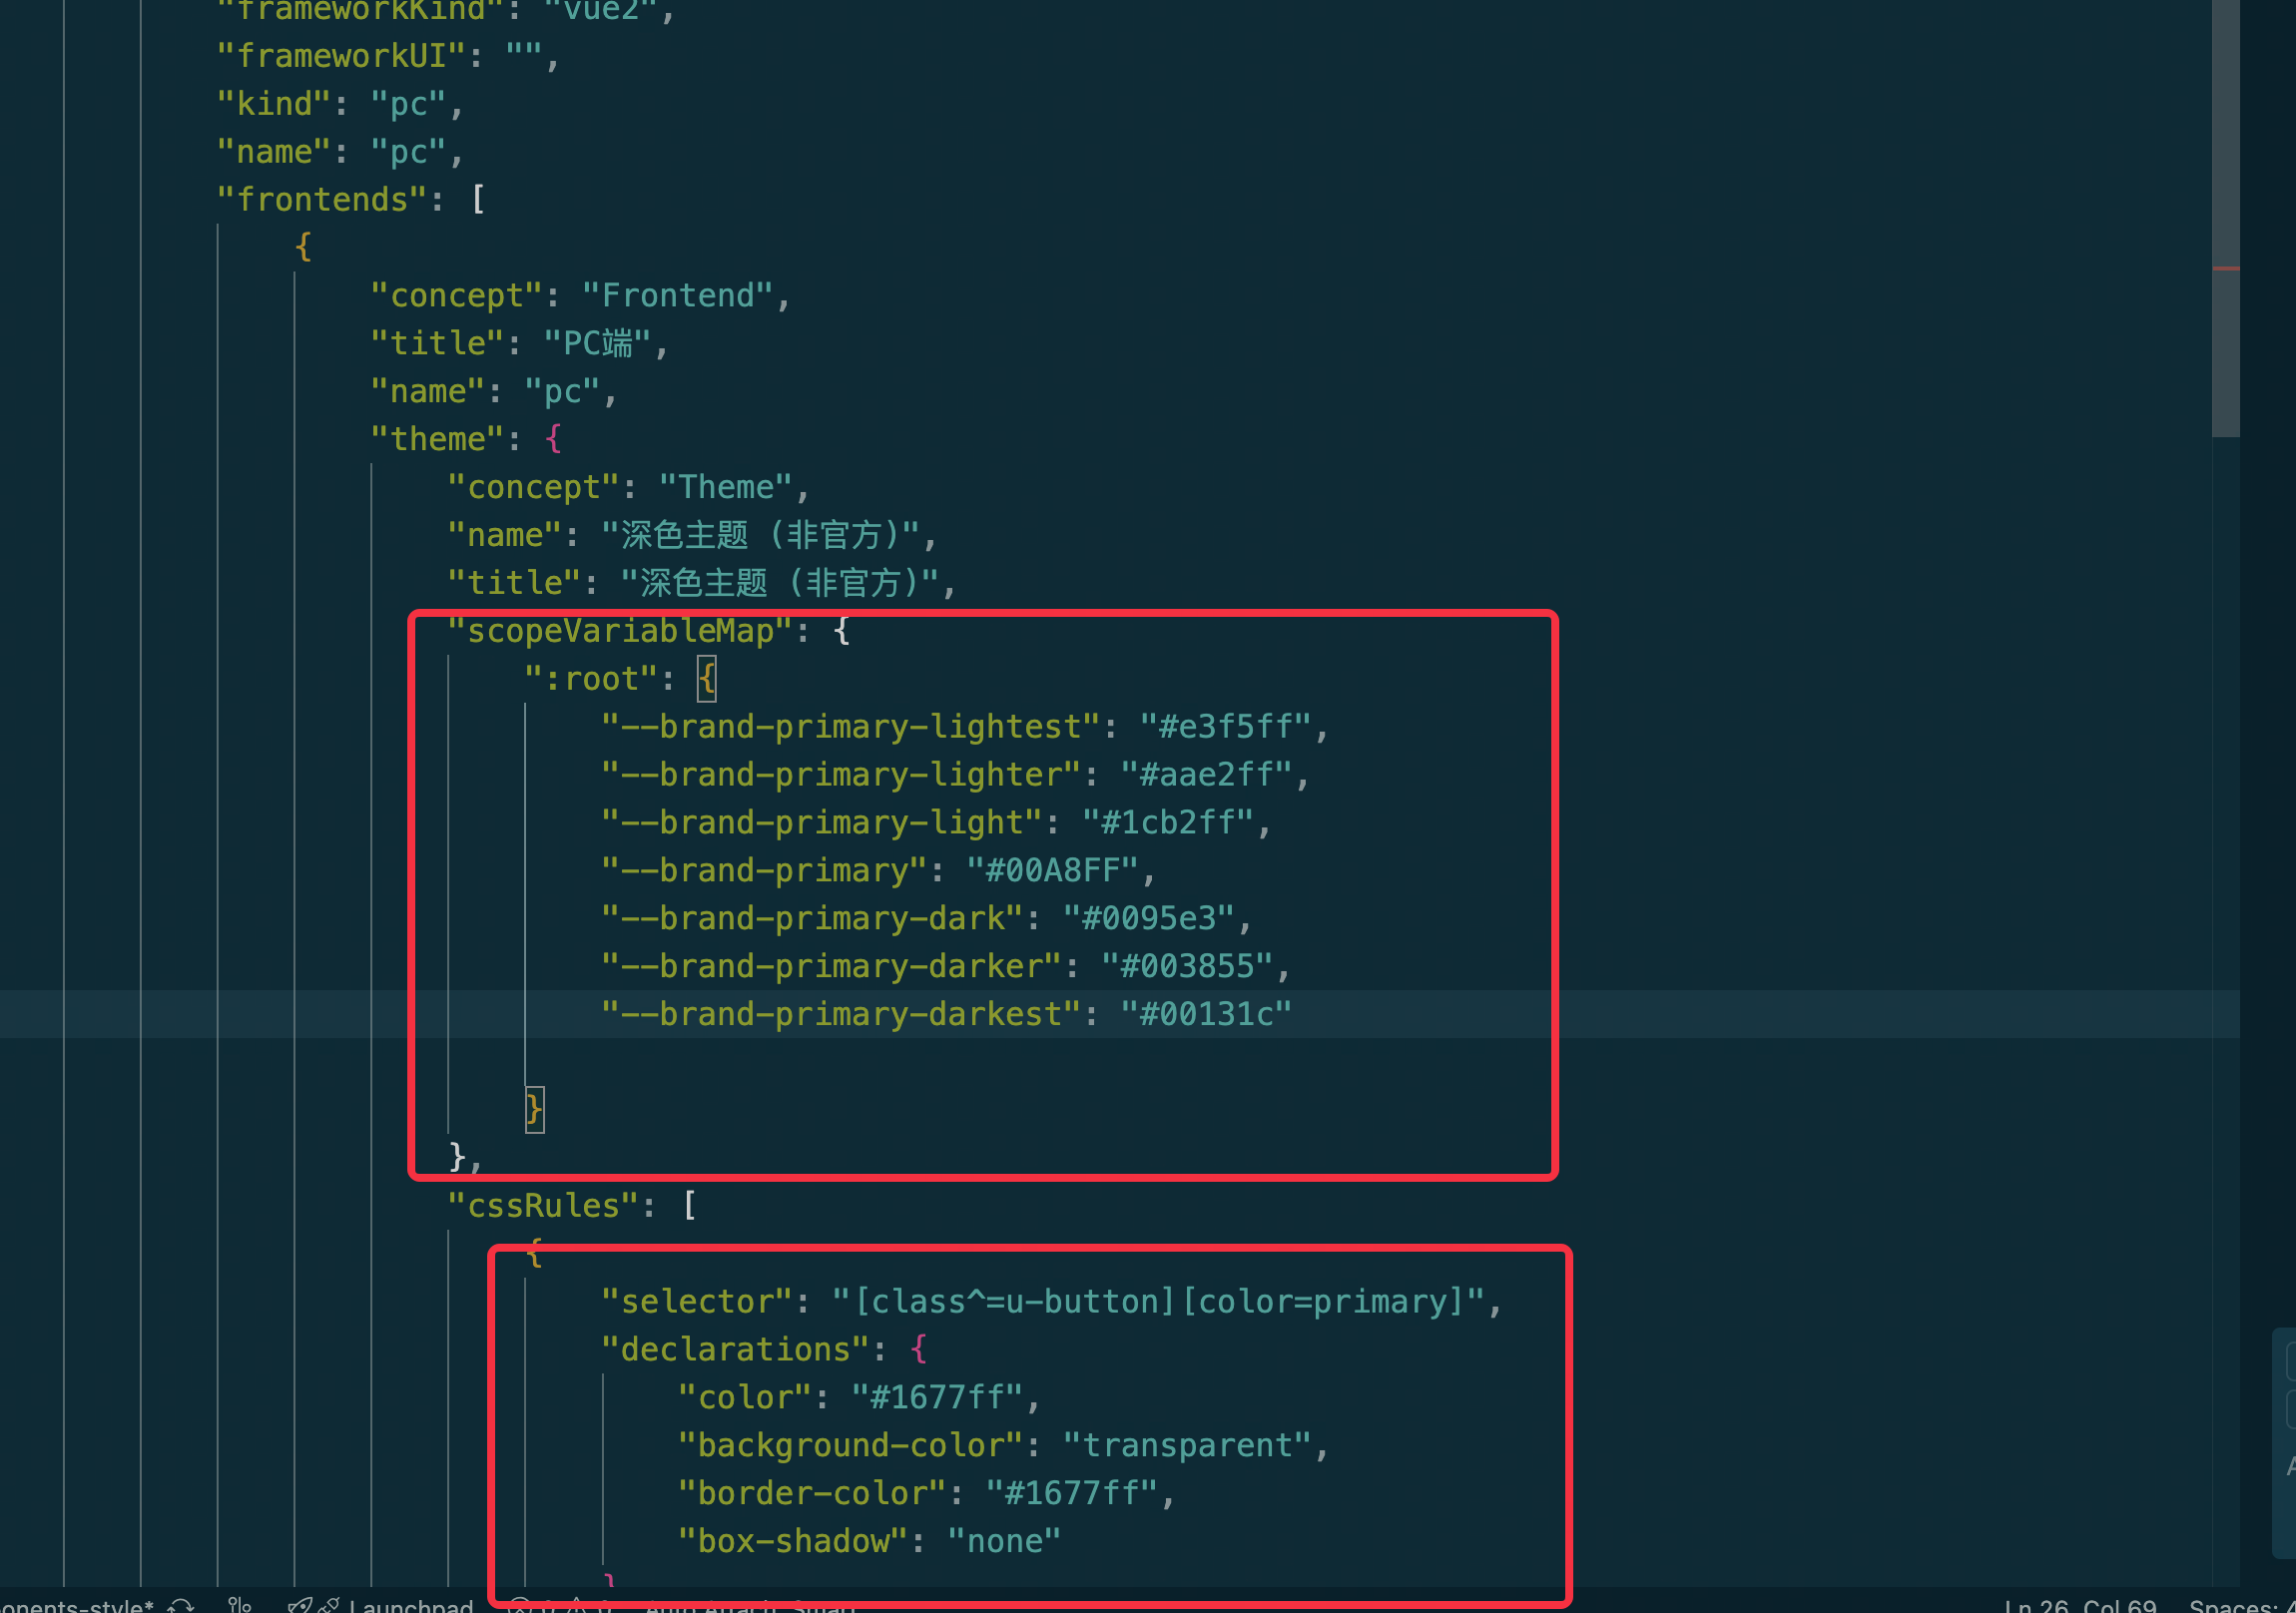 "frameworkKind": "vue2",
"frameworkUI": "",
"kind": "pc",
"name": "pc",
"frontends": [
{
"concept": "Frontend",
"title": "PC端",
"name": "pc",
"theme": {
"concept": "Theme",
"name": "深色主题 (非官方)",
"title": "深色主题 (非官方)",
"scopeVariableMap": {
":root": {
"--brand-primary-lightest": "#e3f5ff",
"--brand-primary-lighter": "#aae2ff",
"--brand-primary-light": "#1cb2ff",
"--brand-primary": "#00A8FF",
"--brand-primary-dark": "#0095e3",
"--brand-primary-darker": "#003855",
"--brand-primary-darkest": "#00131c"
}
},
"cssRules": [
{
"selector": "[class^=u-button][color=primary]",
"declarations": {
"color": "#1677ff",
"background-color": "transparent",
"border-color": "#1677ff",
"box-shadow": "none"
}
onents-style* Launchpad Ln 26, Col 69 Spaces: